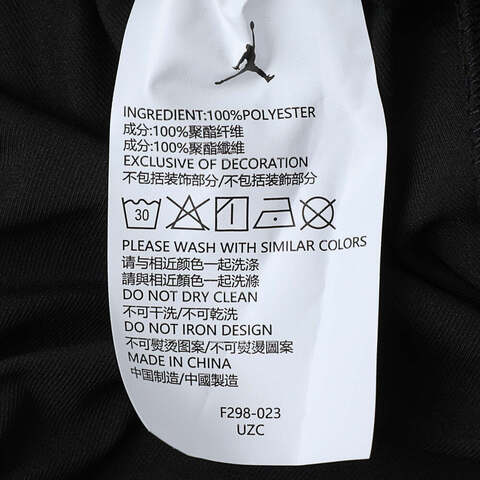 INGREDIENT:100%POLYESTER
成分:100%聚酯纤维
成分:100%聚酯纖維
EXCLUSIVE OF DECORATION
不包括装饰部分/不包括装飾部分
30
PLEASE WASH WITH SIMILAR COLORS
请与相近颜色一起洗涤
請與相近顏色一起洗滌
DO NOT DRY CLEAN
不可干洗/不可乾洗
DO NOT IRON DESIGN
不可熨烫图案/不可熨燙圖案
MADE IN CHINA
中国制造/中國製造
F298-023
UZC